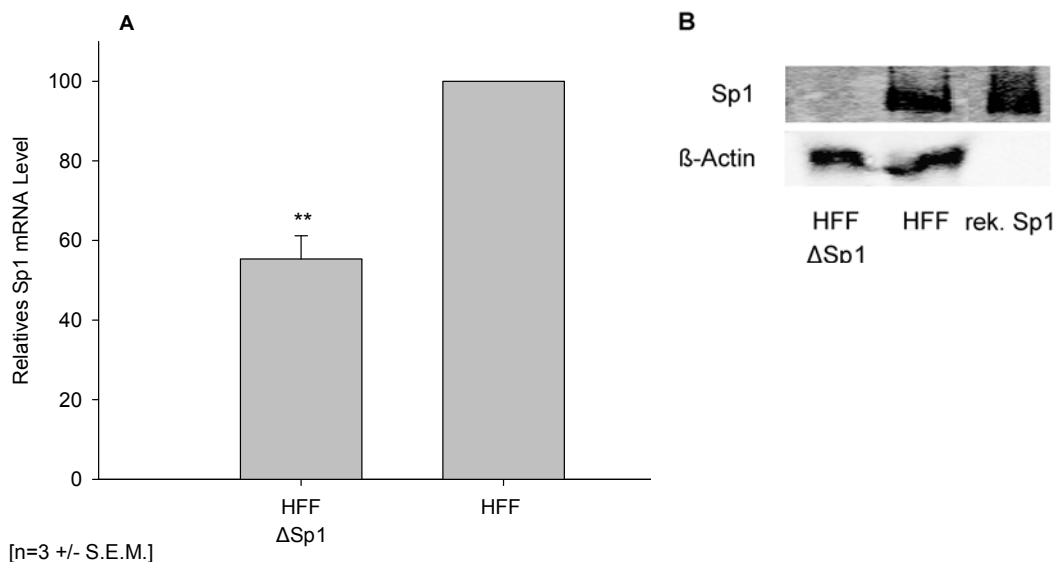 A
Relatives Sp1 mRNA Level
100
80
60
40
20
0
**
HFF
ΔSp1
HFF
[n=3 +/- S.E.M.]
B
Sp1
ß-Actin
HFF
ΔSp1
HFF
rek. Sp1